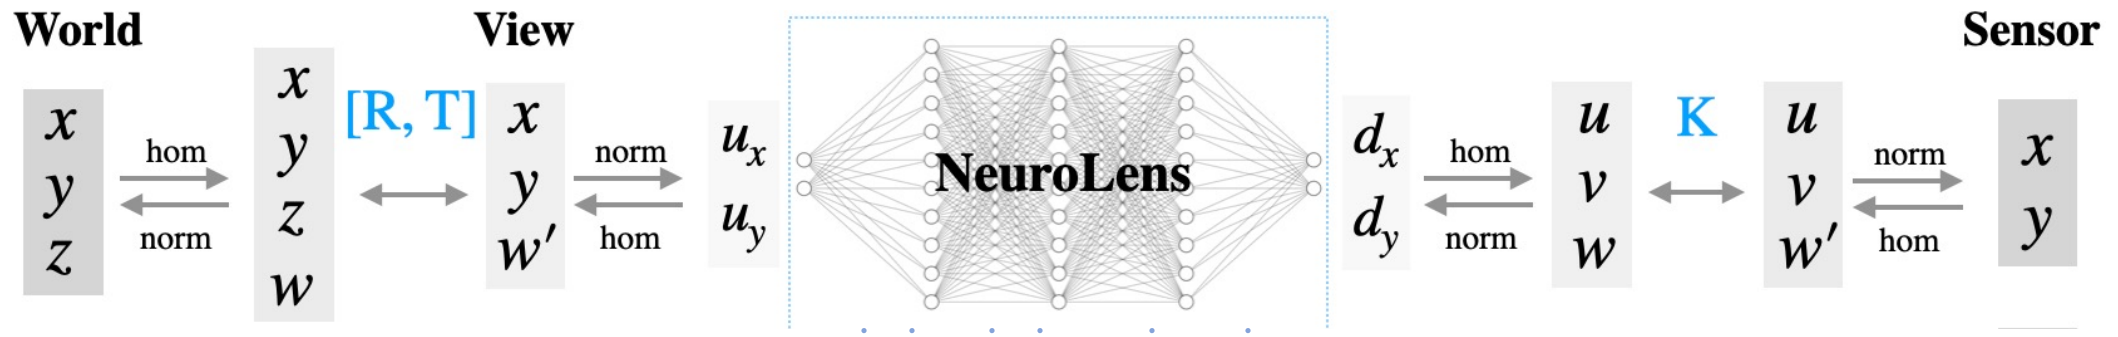 World
x
y
z
hom
norm
x
y
z
w
[R, T]
View
x
y
w′
norm
hom
u_x
u_y
NeuroLens
d_x
d_y
hom
norm
u
v
w
K
u
v
w′
norm
hom
Sensor
x
y